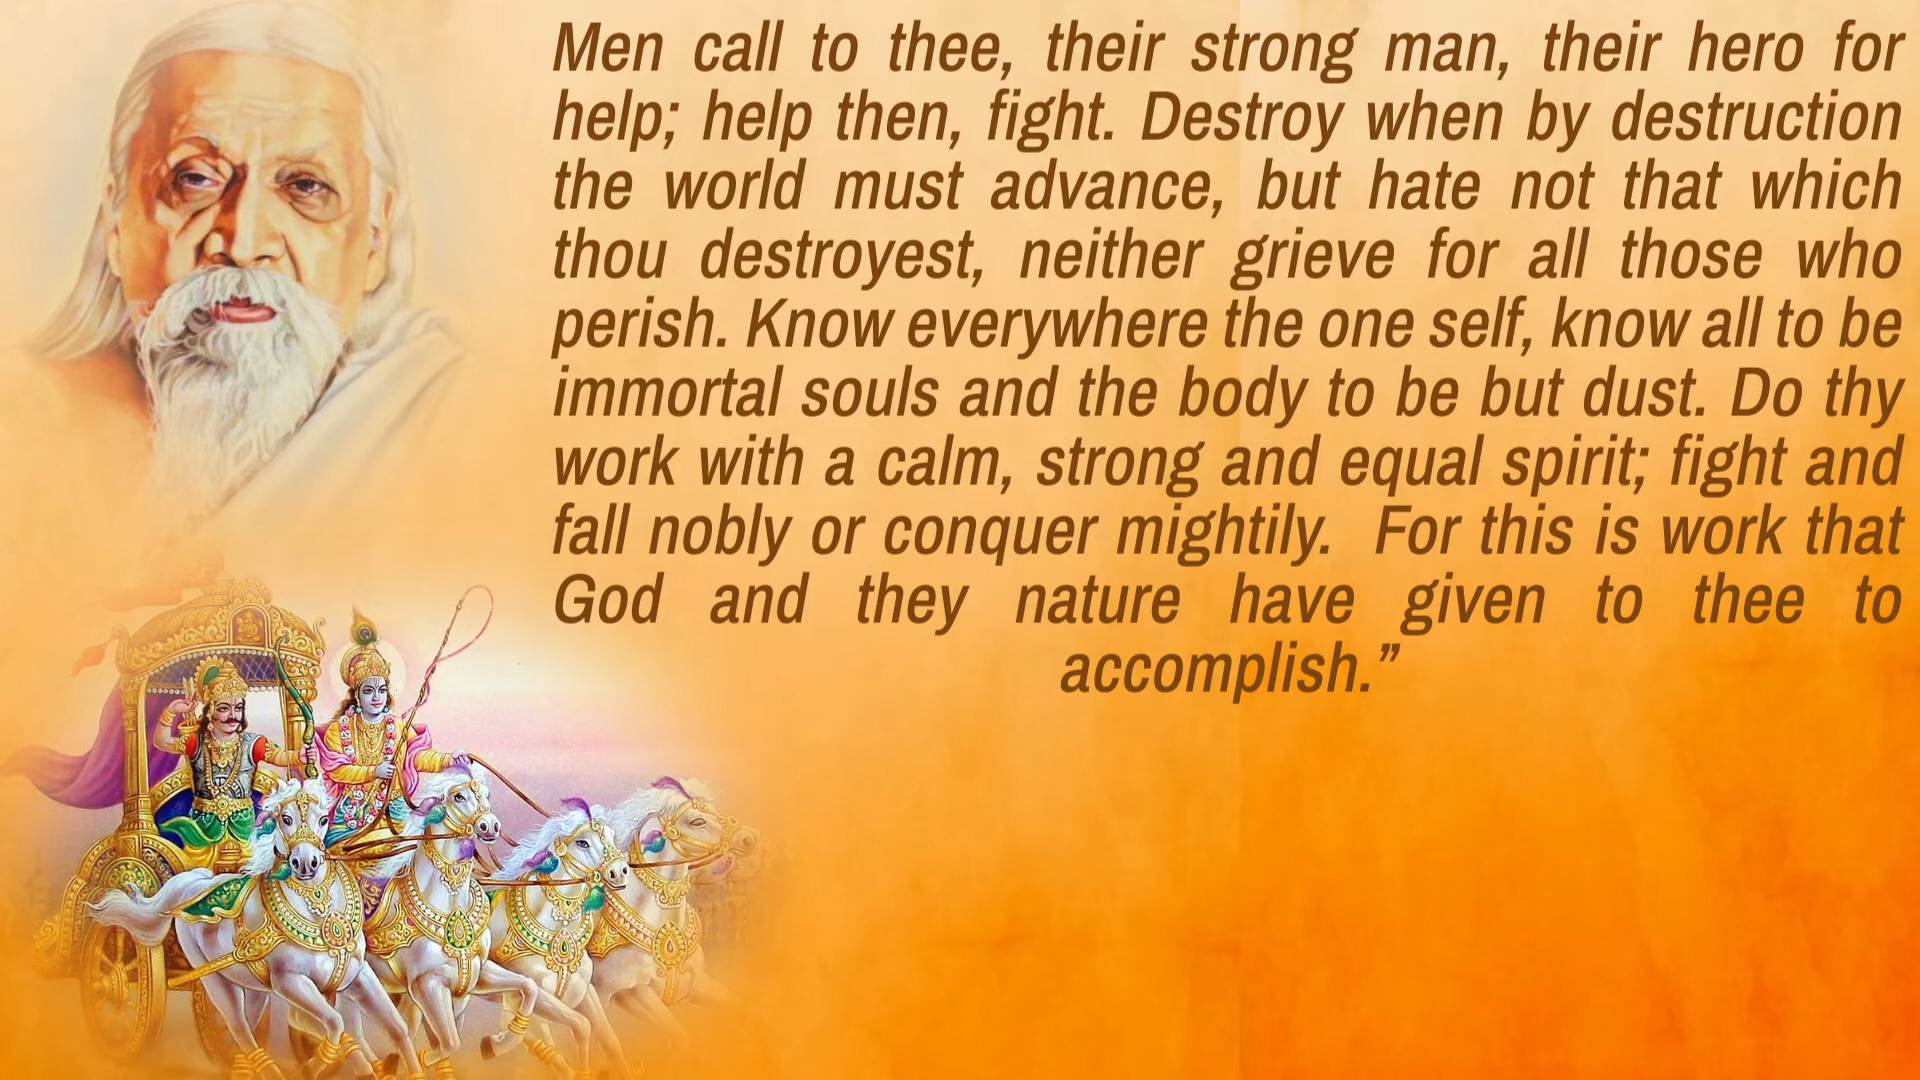 Men call to thee, their strong man, their hero for
help; help then, fight. Destroy when by destruction
the world must advance, but hate not that which
thou destroyest, neither grieve for all those who
perish. Know everywhere the one self, know all to be
immortal souls and the body to be but dust. Do thy
work with a calm, strong and equal spirit; fight and
fall nobly or conquer mightily.  For this is work that
God and they nature have given to thee to
accomplish.”